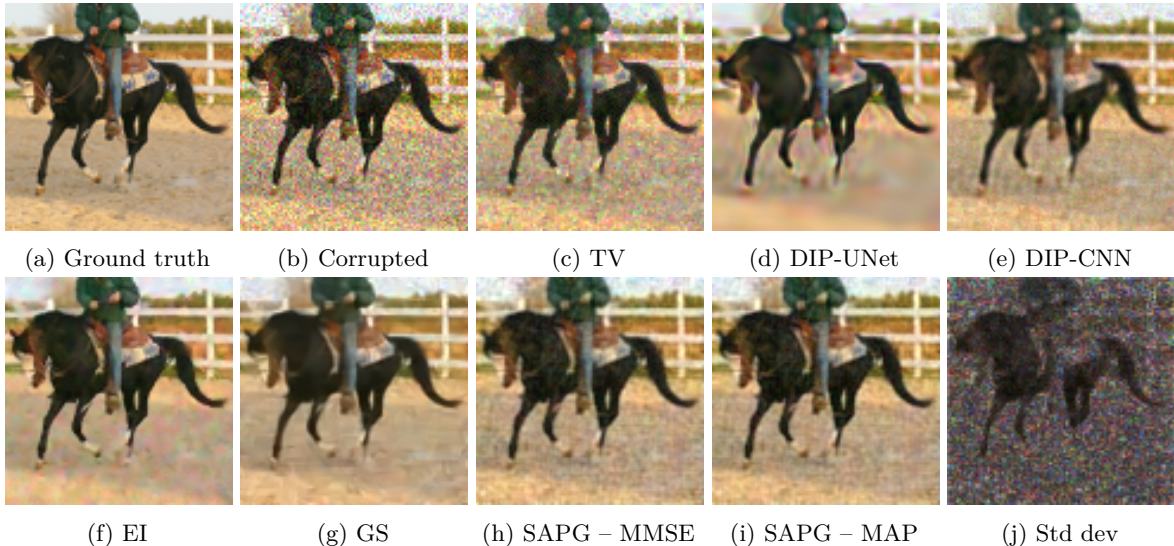 (a) Ground truth (b) Corrupted (c) TV (d) DIP-UNet (e) DIP-CNN
(f) EI (g) GS (h) SAPG – MMSE (i) SAPG – MAP (j) Std dev